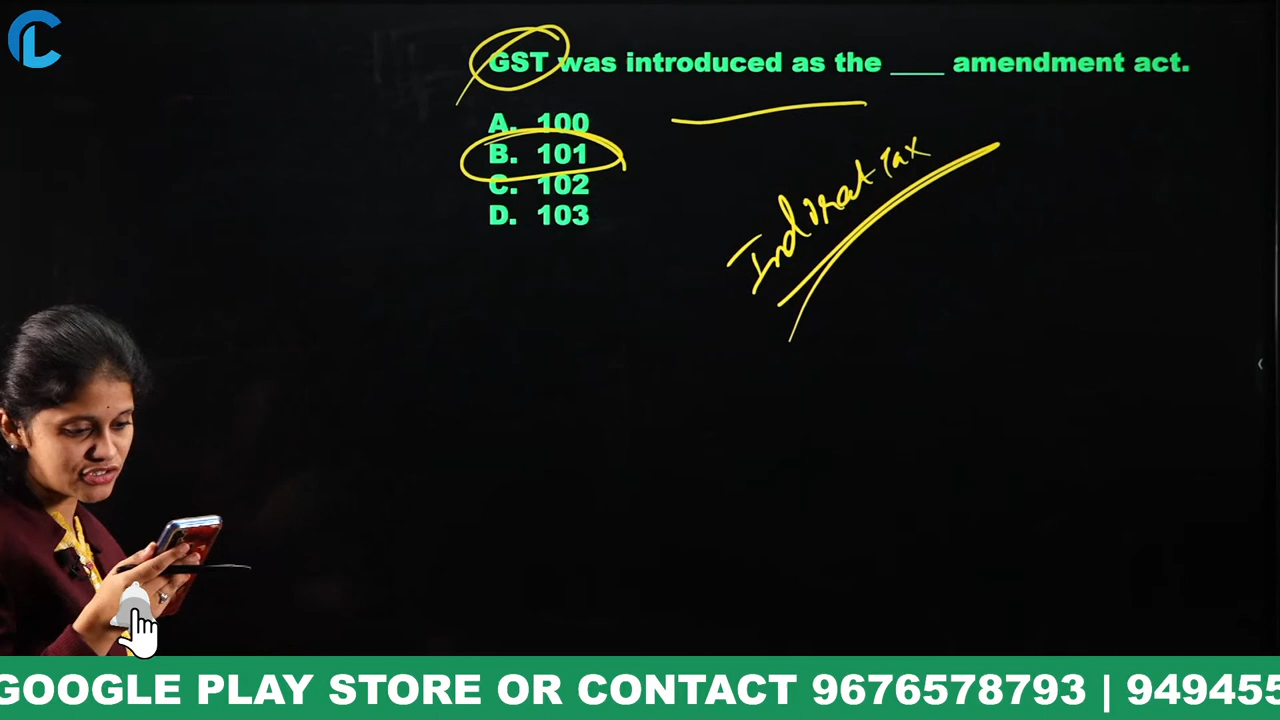 GST was introduced as the ____ amendment act.
A. 100
B. 101
C. 102
D. 103
Indirect Tax
GOOGLE PLAY STORE OR CONTACT 9676578793 | 949455